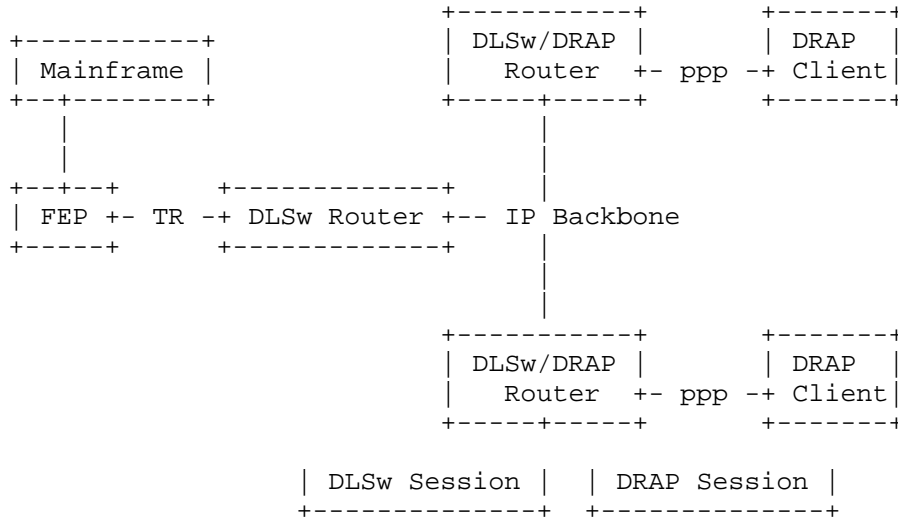 DLSw/DRAP DRAP
Mainframe Router +- ppp -+ Client
FEP +- TR -+ DLSw Router +-- IP Backbone
DLSw/DRAP DRAP
Router +- ppp -+ Client
DLSw Session DRAP Session